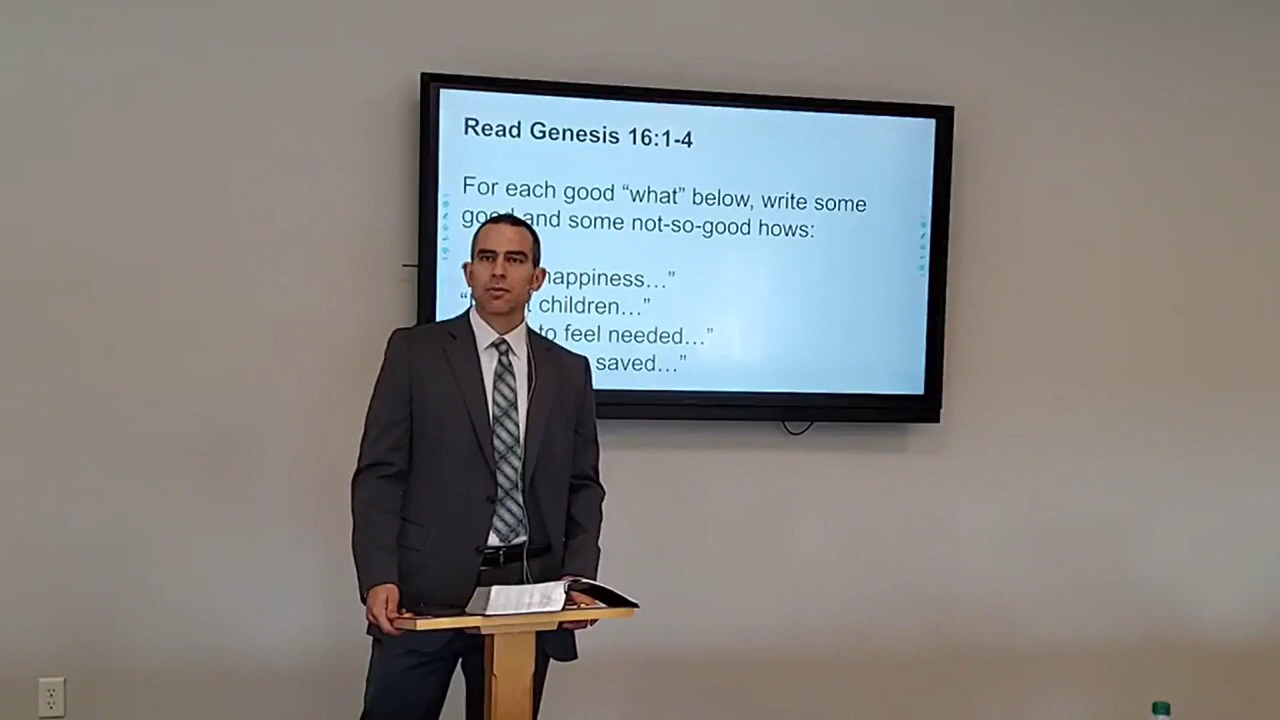 Read Genesis 16:1-4
For each good “what” below, write some
good and some not-so-good hows:
happiness…”
children…”
to feel needed…”
saved…”